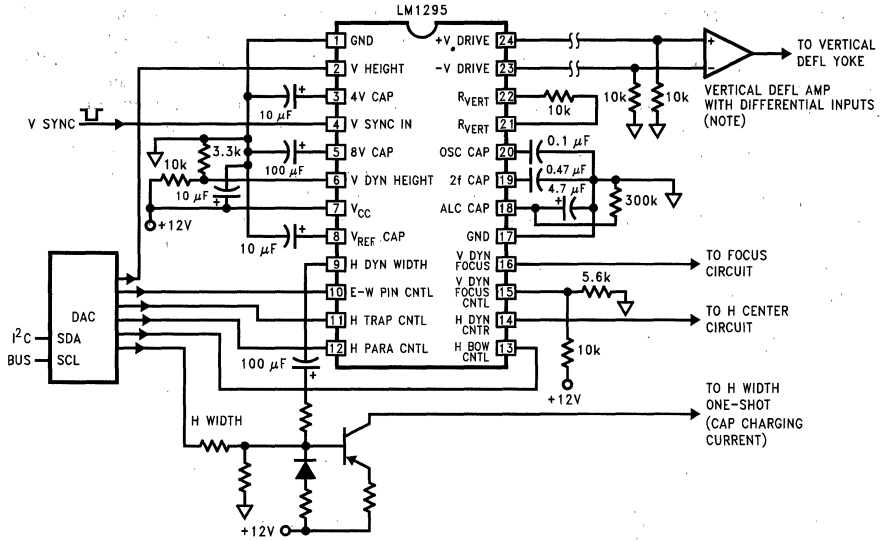 LM1295
1 GND
2 V HEIGHT
3 4V CAP
4 V SYNC IN
5 8V CAP
6 V DYN HEIGHT
7 VCC
8 VREF CAP
9 H DYN WIDTH
10 E-W PIN CNTL
11 H TRAP CNTL
12 H PARA CNTL
+V DRIVE 24
-V DRIVE 23
RVERT 22
RVERT 21
OSC CAP 20
2f CAP 19
ALC CAP 18
GND 17
V DYN FOCUS 16
V DYN FOCUS CNTL 15
H DYN CNTR 14
H BOW CNTL 13
10 μF
V SYNC
3.3k
100 μF
10k
10 μF
+12V
10 μF
DAC
I2C
BUS
SDA
SCL
100 μF
H WIDTH
+12V
+
−
TO VERTICAL
DEFL YOKE
VERTICAL DEFL AMP
WITH DIFFERENTIAL INPUTS
(NOTE)
10k
10k
10k
0.1 μF
0.47 μF
4.7 μF
300k
TO FOCUS
CIRCUIT
5.6k
TO H CENTER
CIRCUIT
10k
+12V
TO H WIDTH
ONE-SHOT
(CAP CHARGING
CURRENT)